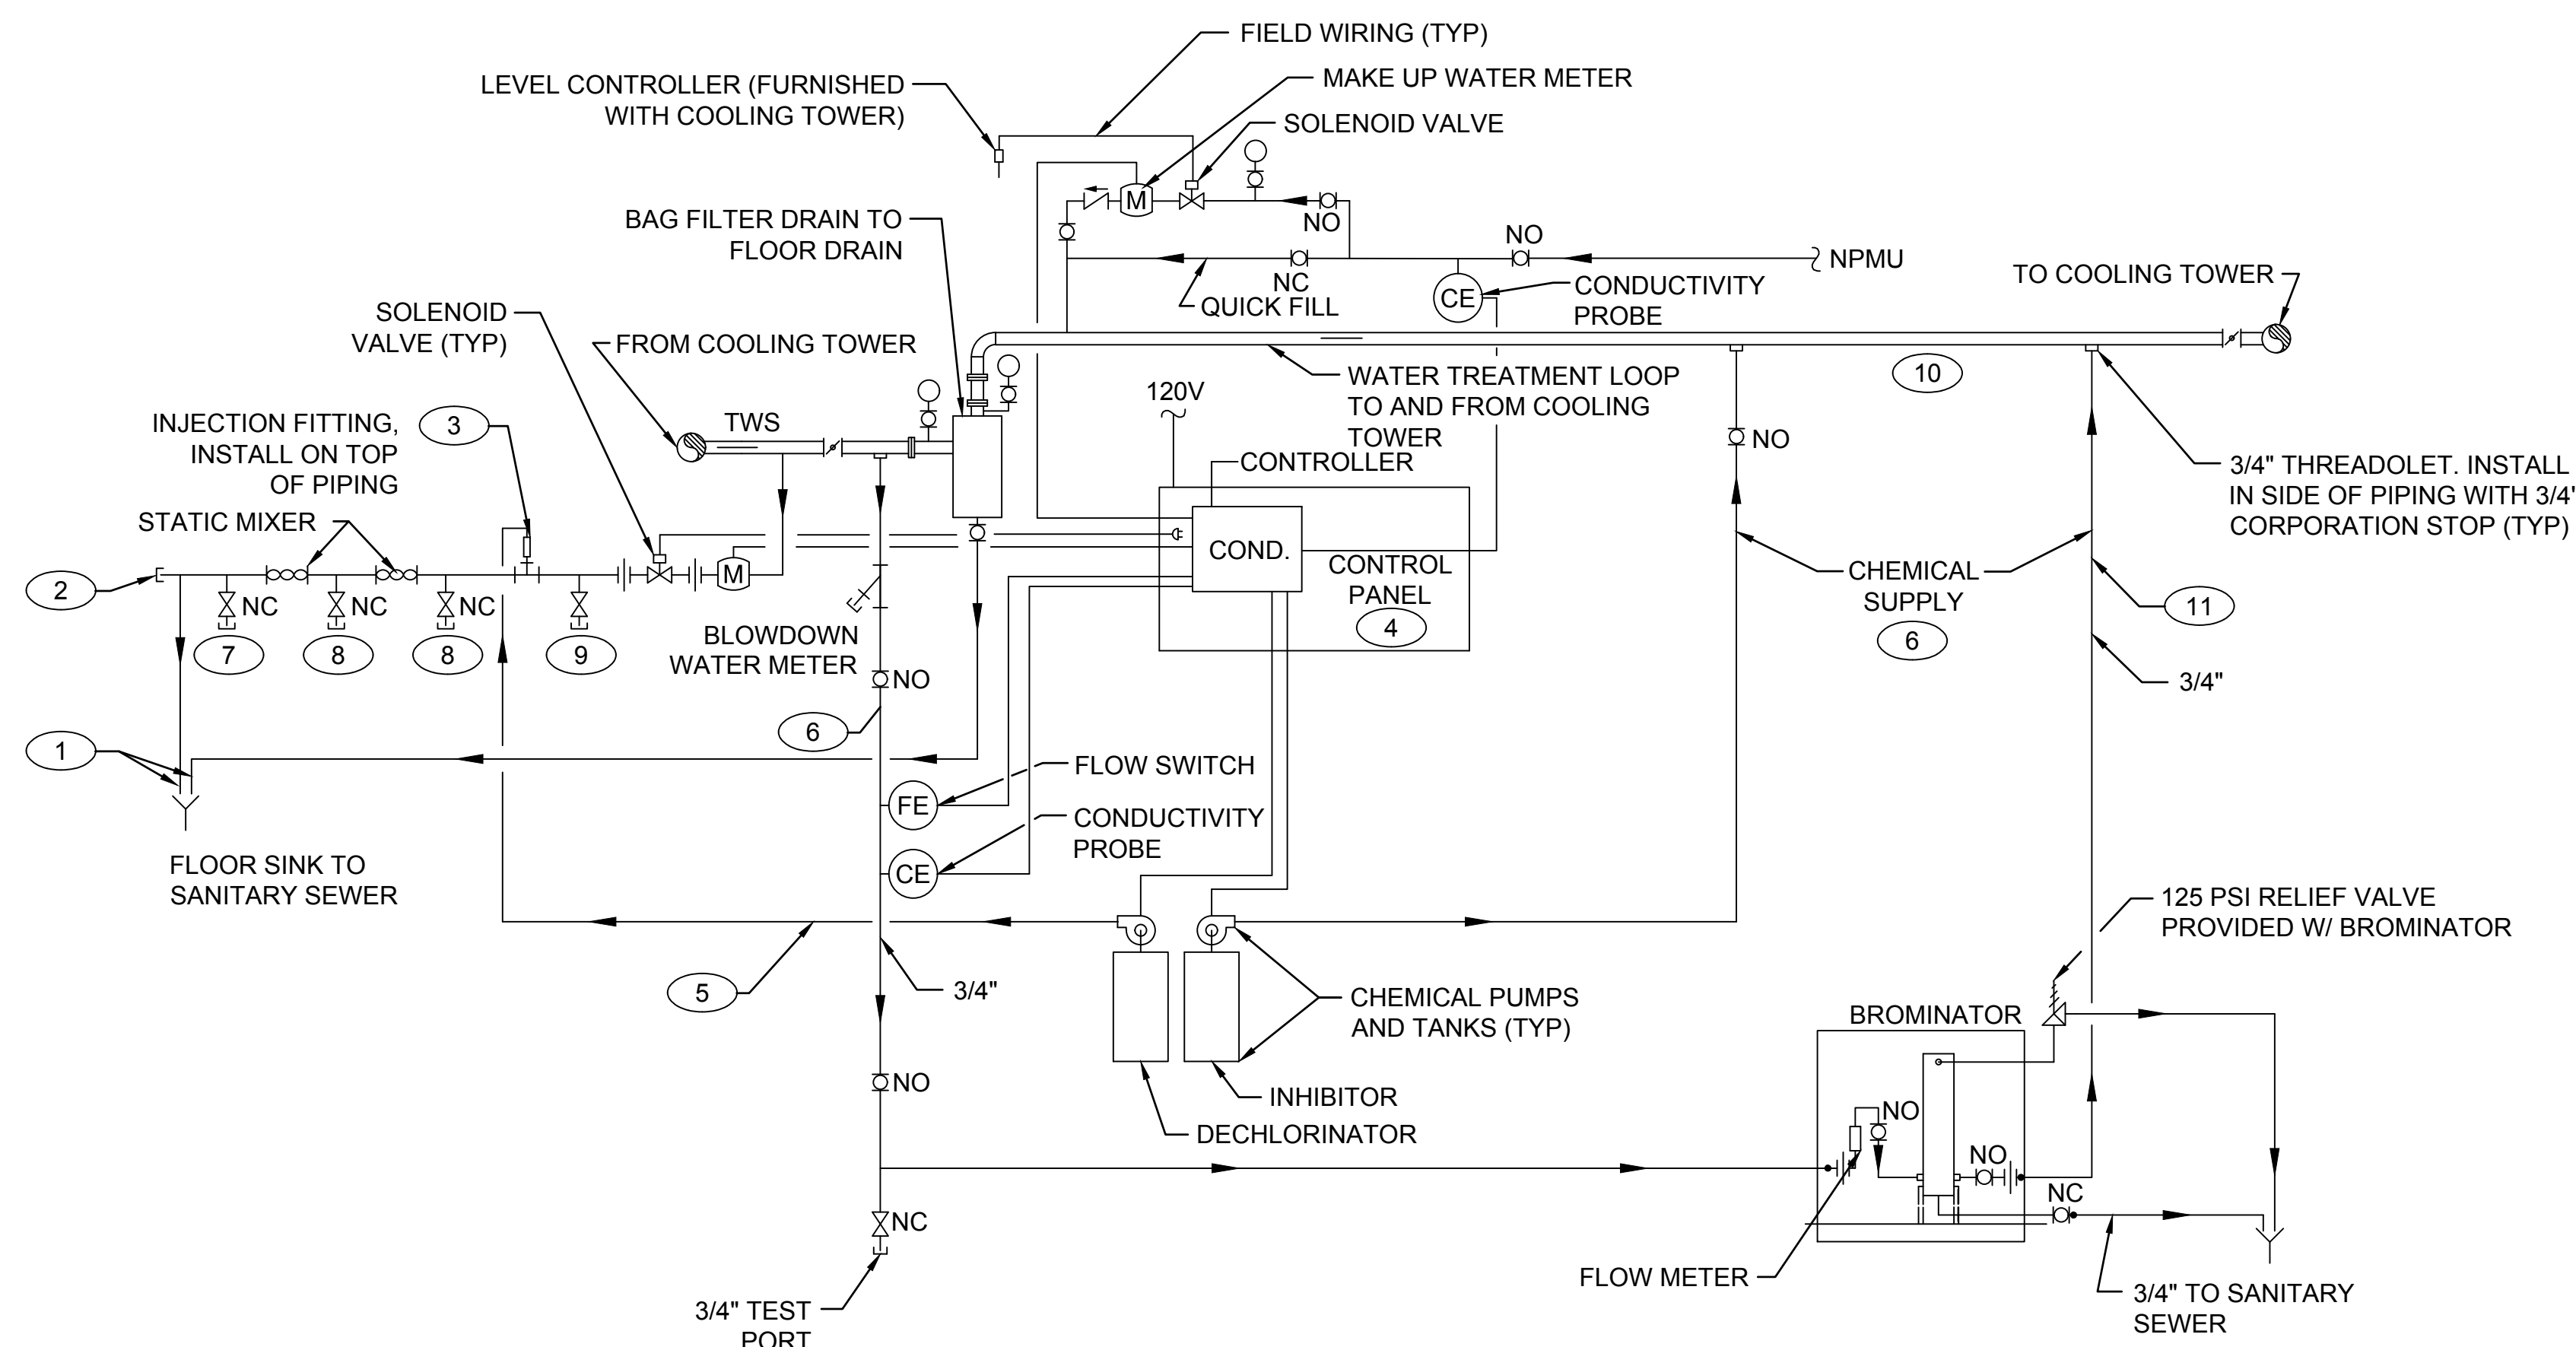 FIELD WIRING (TYP)
LEVEL CONTROLLER (FURNISHED
WITH COOLING TOWER)
MAKE UP WATER METER
SOLENOID VALVE
M
NO
BAG FILTER DRAIN TO
FLOOR DRAIN
NO
NPMU
NC
QUICK FILL
CE
CONDUCTIVITY
PROBE
TO COOLING TOWER
SOLENOID
VALVE (TYP)
FROM COOLING TOWER
TWS
120V
WATER TREATMENT LOOP
TO AND FROM COOLING
TOWER
10
INJECTION FITTING,
INSTALL ON TOP
OF PIPING
3
STATIC MIXER
NO
CONTROLLER
3/4" THREADOLET. INSTALL
IN SIDE OF PIPING WITH 3/4"
CORPORATION STOP (TYP)
COND.
CONTROL
PANEL
4
CHEMICAL
SUPPLY
6
11
3/4"
2
M
NC
NC
NC
7
8
8
9
BLOWDOWN
WATER METER
NO
6
1
FLOW SWITCH
FE
CONDUCTIVITY
PROBE
CE
FLOOR SINK TO
SANITARY SEWER
125 PSI RELIEF VALVE
PROVIDED W/ BROMINATOR
5
3/4"
CHEMICAL PUMPS
AND TANKS (TYP)
BROMINATOR
NO
INHIBITOR
DECHLORINATOR
NO
NO
NC
NC
FLOW METER
3/4" TO SANITARY
SEWER
3/4" TEST
PORT